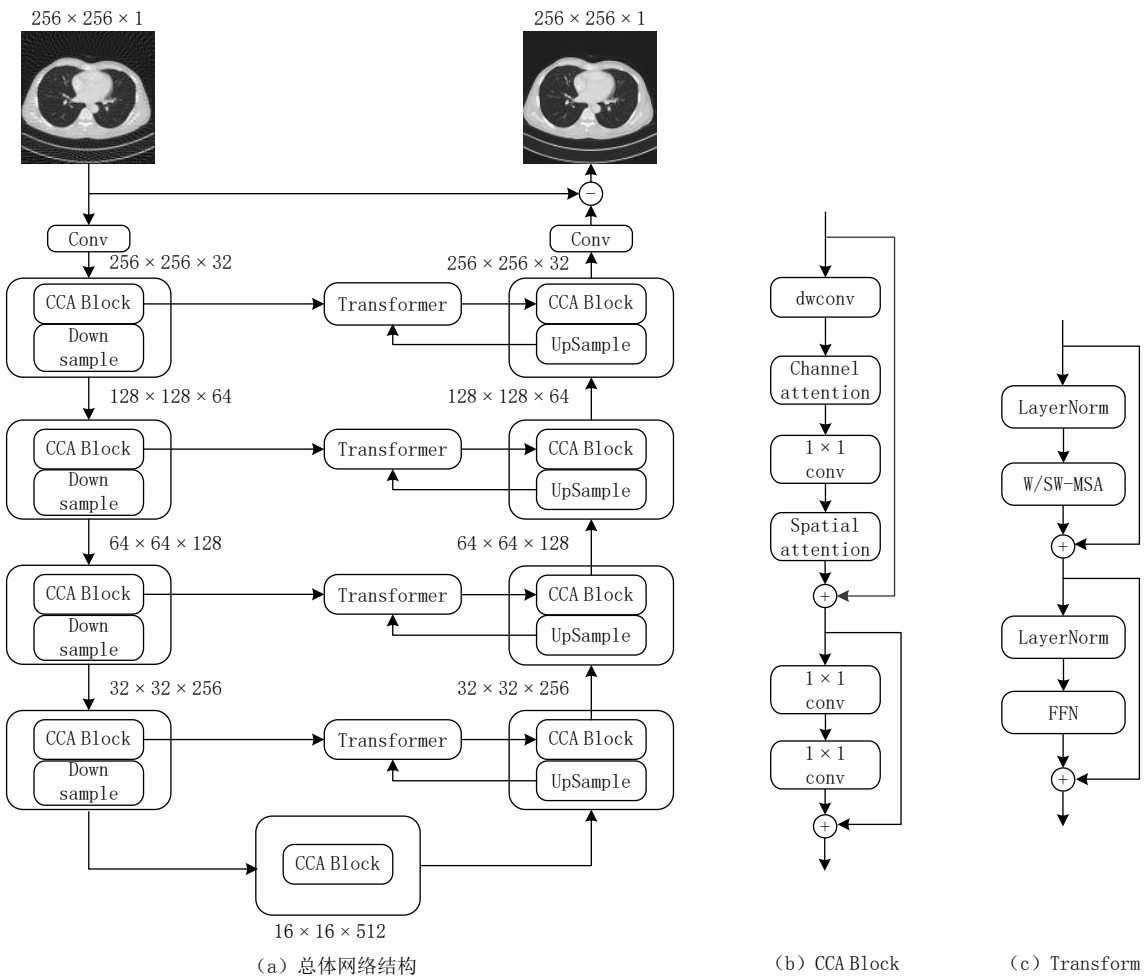 256 × 256 × 1
256 × 256 × 1
−
Conv
Conv
256 × 256 × 32
256 × 256 × 32
CCA Block
Transformer
CCA Block
Down
sample
UpSample
128 × 128 × 64
128 × 128 × 64
CCA Block
Transformer
CCA Block
Down
sample
UpSample
64 × 64 × 128
64 × 64 × 128
CCA Block
Transformer
CCA Block
Down
sample
UpSample
32 × 32 × 256
32 × 32 × 256
CCA Block
Transformer
CCA Block
Down
sample
UpSample
CCA Block
16 × 16 × 512
(a) 总体网络结构
dwconv
Channel
attention
1 × 1
conv
Spatial
attention
+
1 × 1
conv
1 × 1
conv
+
(b) CCA Block
LayerNorm
W/SW-MSA
+
LayerNorm
FFN
+
(c) Transform